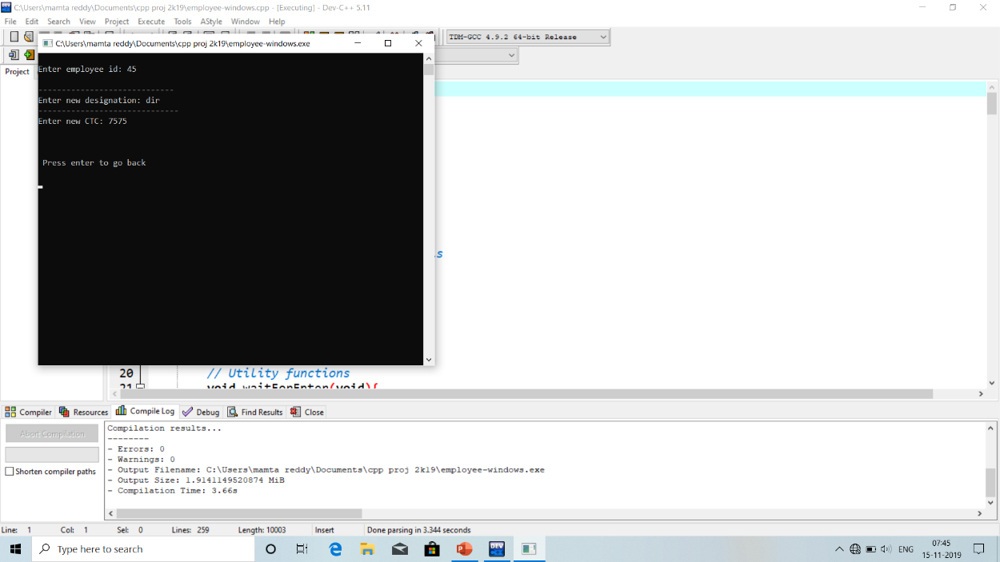 C:\Users\mamta reddy\Documents\cpp proj 2k19\employee-windows.cpp - [Executing] - Dev-C++ 5.11
File Edit Search View Project Execute Tools AStyle Window Help
C:\Users\mamta reddy\Documents\cpp proj 2k19\employee-windows.exe
TDM-GCC 4.9.2 64-bit Release
Project
Enter employee id: 45
-----------------------------
Enter new designation: dir
------------------------------
Enter new CTC: 7575
Press enter to go back
s
20 // Utility functions
21 void waitForEnter(void){
Compiler Resources Compile Log Debug Find Results Close
Abort Compilation
Shorten compiler paths
Compilation results...
--------
- Errors: 0
- Warnings: 0
- Output Filename: C:\Users\mamta reddy\Documents\cpp proj 2k19\employee-windows.exe
- Output Size: 1.9141149520874 MiB
- Compilation Time: 3.66s
Line: 1 Col: 1 Sel: 0 Lines: 259 Length: 10003 Insert Done parsing in 3.344 seconds
Type here to search
DEV
ENG
07:45
15-11-2019